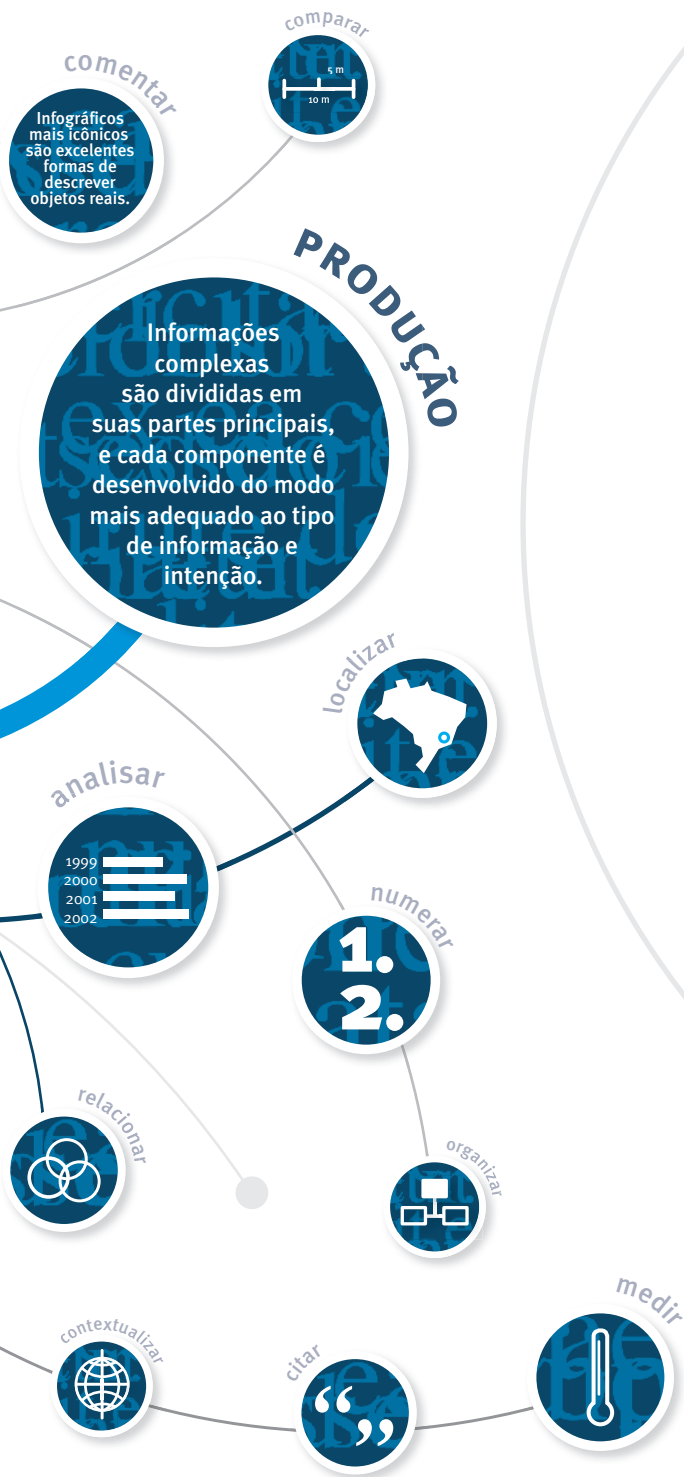 comparar
5 m
10 m
comentar
Infográficos
mais icônicos
são excelentes
formas de
descrever
objetos reais.
PRODUÇÃO
Informações
complexas
são divididas em
suas partes principais,
e cada componente é
desenvolvido do modo
mais adequado ao tipo
de informação e
intenção.
localizar
analisar
1999
2000
2001
2002
numerar
1.
2.
relacionar
organizar
medir
contextualizar
citar
“ ”